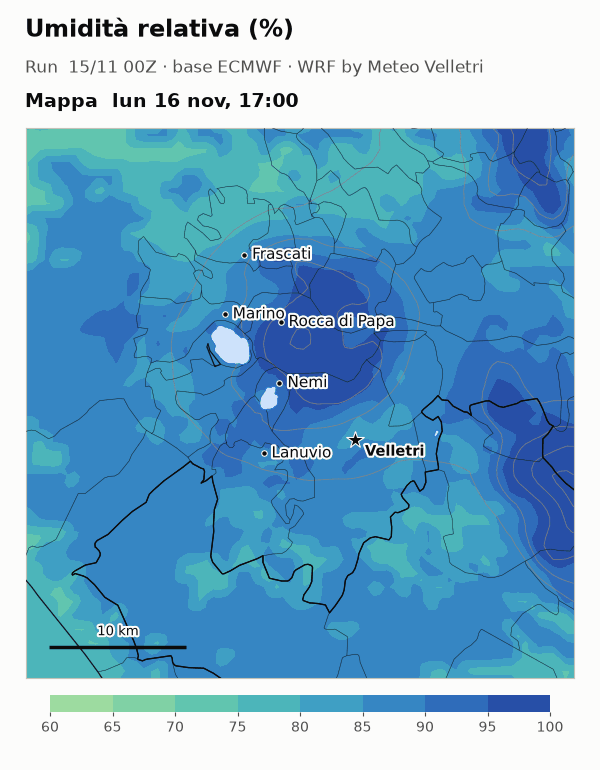 Umidità relativa (%)
Run  15/11 00Z · base ECMWF · WRF by Meteo Velletri
Mappa  lun 16 nov, 17:00
Frascati
Marino
Rocca di Papa
Nemi
Velletri
Lanuvio
10 km
60 65 70 75 80 85 90 95 100